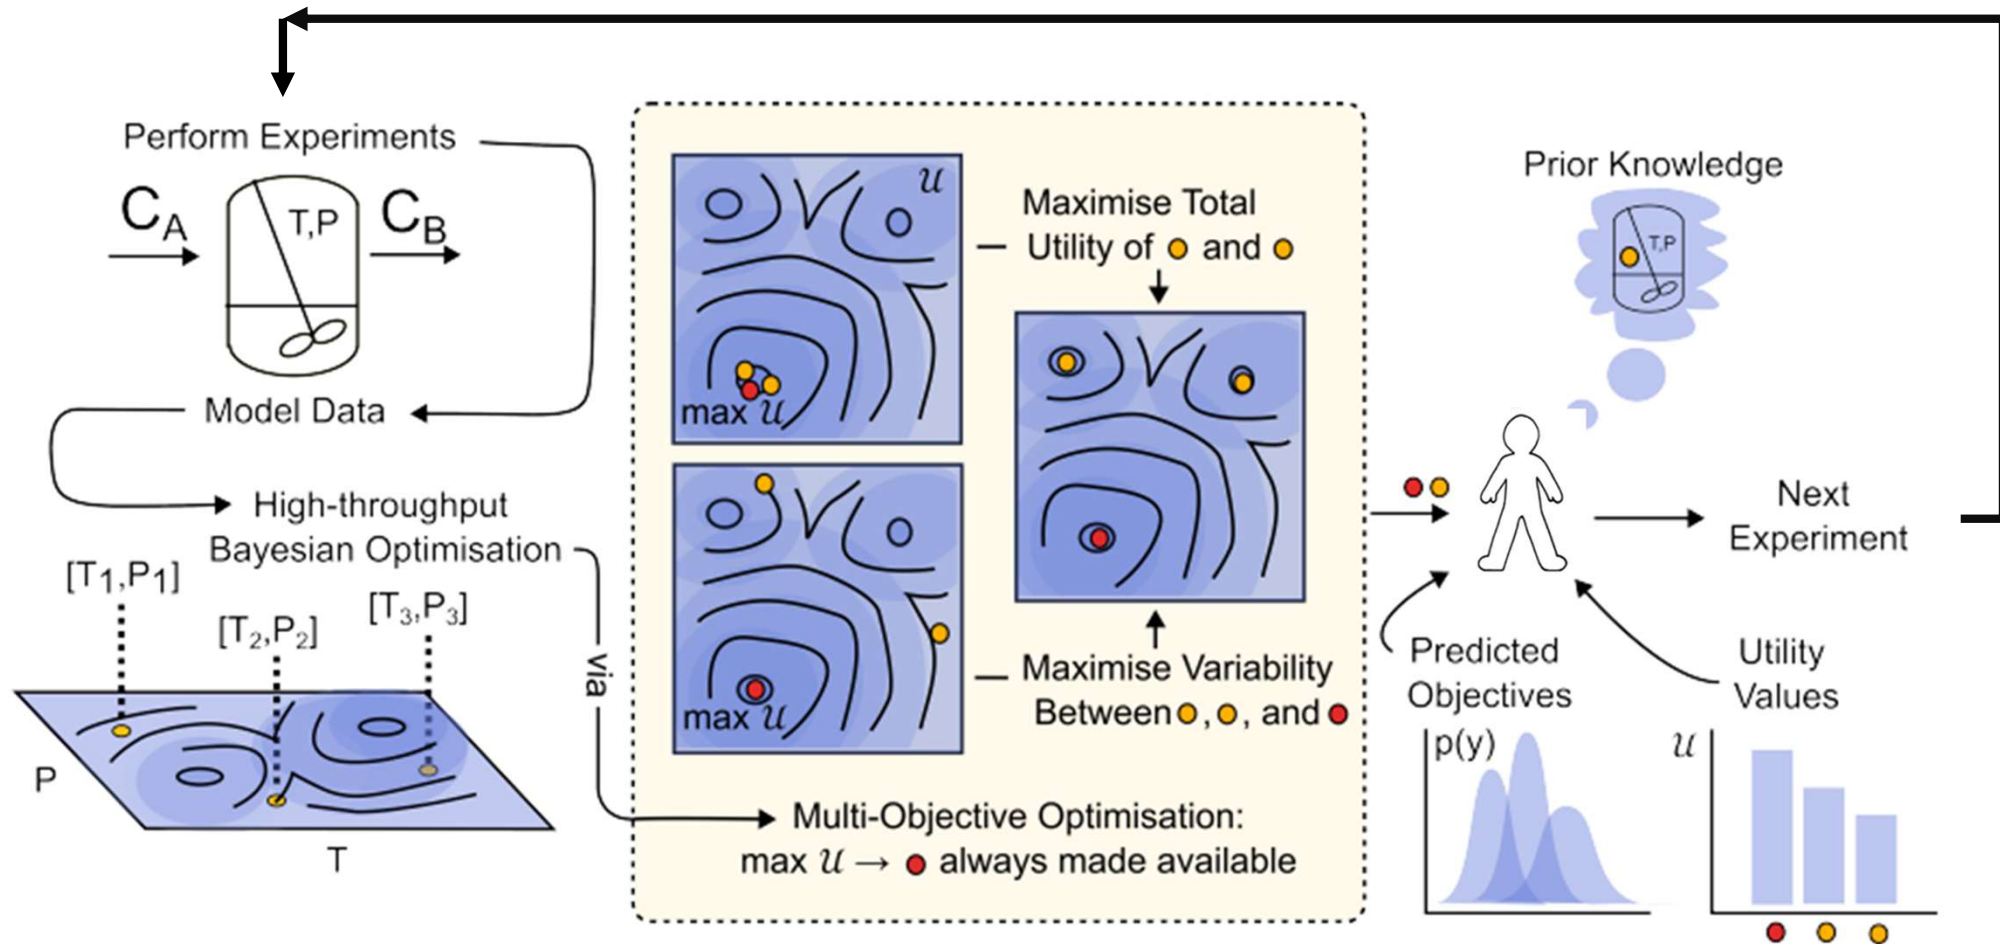 Perform Experiments
C_A
T,P
C_B
Model Data
High-throughput
Bayesian Optimisation
[T1,P1]
[T2,P2]
[T3,P3]
P
T
via
𝒰
max 𝒰
max 𝒰
Maximise Total
Utility of and
Maximise Variability
Between , , and
Multi-Objective Optimisation:
max 𝒰 → always made available
Prior Knowledge
T,P
Next
Experiment
Predicted
Objectives
p(y)
Utility
Values
𝒰